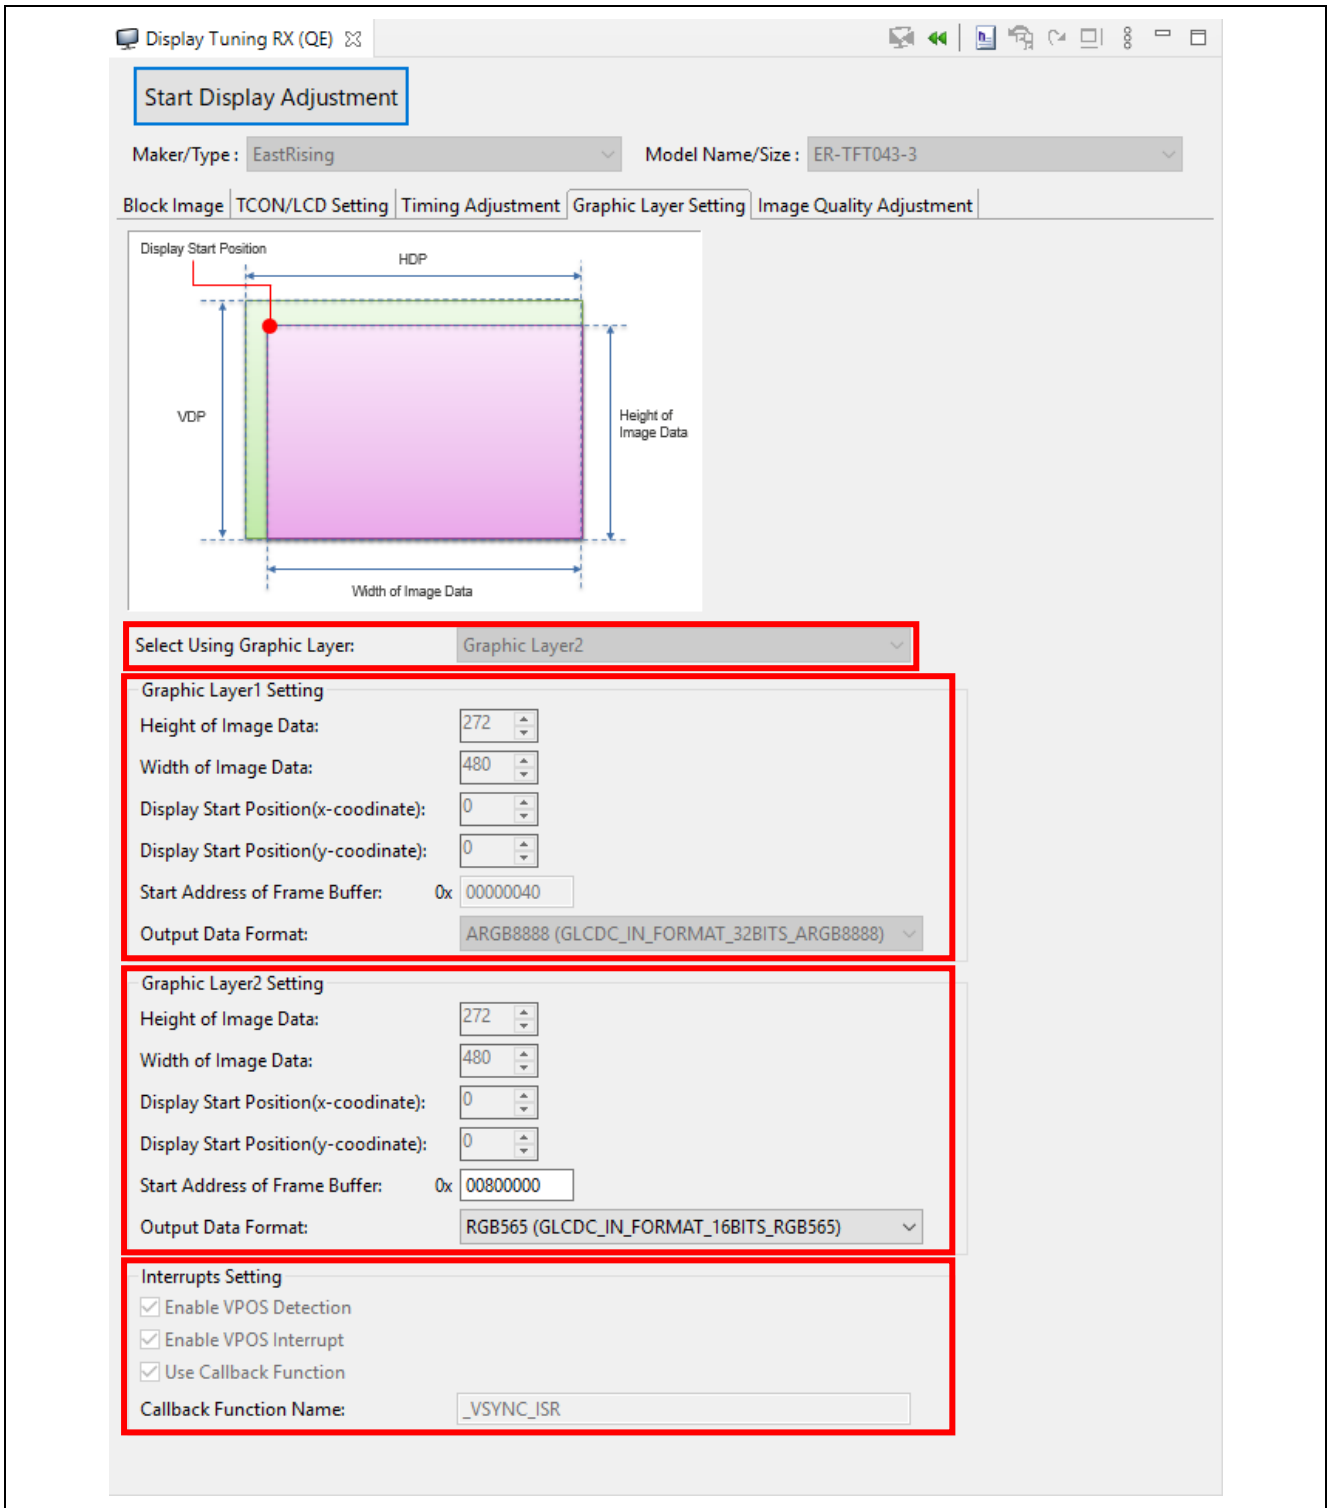 Display Tuning RX (QE)
Start Display Adjustment
Maker/Type : EastRising Model Name/Size : ER-TFT043-3
Block Image TCON/LCD Setting Timing Adjustment Graphic Layer Setting Image Quality Adjustment
Display Start Position
HDP
VDP
Height of
Image Data
Width of Image Data
Select Using Graphic Layer: Graphic Layer2
Graphic Layer1 Setting
Height of Image Data: 272
Width of Image Data: 480
Display Start Position(x-coodinate): 0
Display Start Position(y-coodinate): 0
Start Address of Frame Buffer: 0x 00000040
Output Data Format: ARGB8888 (GLCDC_IN_FORMAT_32BITS_ARGB8888)
Graphic Layer2 Setting
Height of Image Data: 272
Width of Image Data: 480
Display Start Position(x-coodinate): 0
Display Start Position(y-coodinate): 0
Start Address of Frame Buffer: 0x 00800000
Output Data Format: RGB565 (GLCDC_IN_FORMAT_16BITS_RGB565)
Interrupts Setting
Enable VPOS Detection
Enable VPOS Interrupt
Use Callback Function
Callback Function Name: _VSYNC_ISR